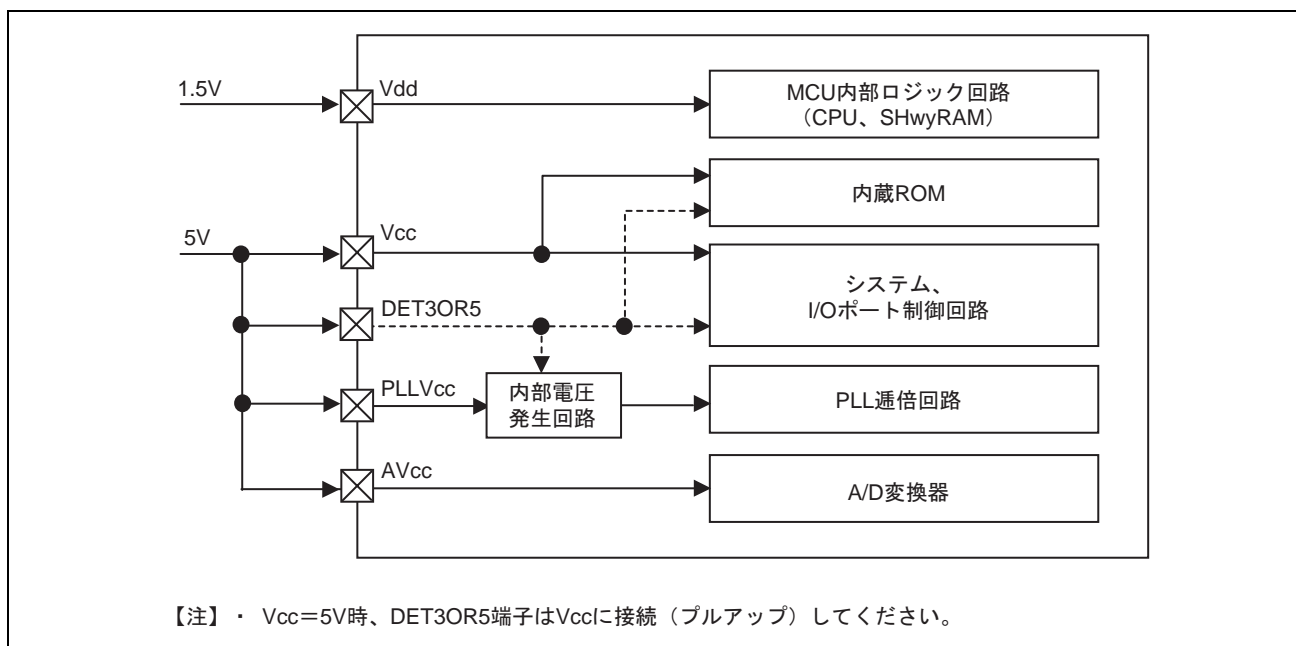 1.5V
Vdd
MCU内部ロジック回路
（CPU、SHwyRAM）
内蔵ROM
5V
Vcc
システム、
I/Oポート制御回路
DET3OR5
PLLVcc
内部電圧
発生回路
PLL逓倍回路
AVcc
A/D変換器
【注】・ Vcc＝5V時、DET3OR5端子はVccに接続（プルアップ）してください。